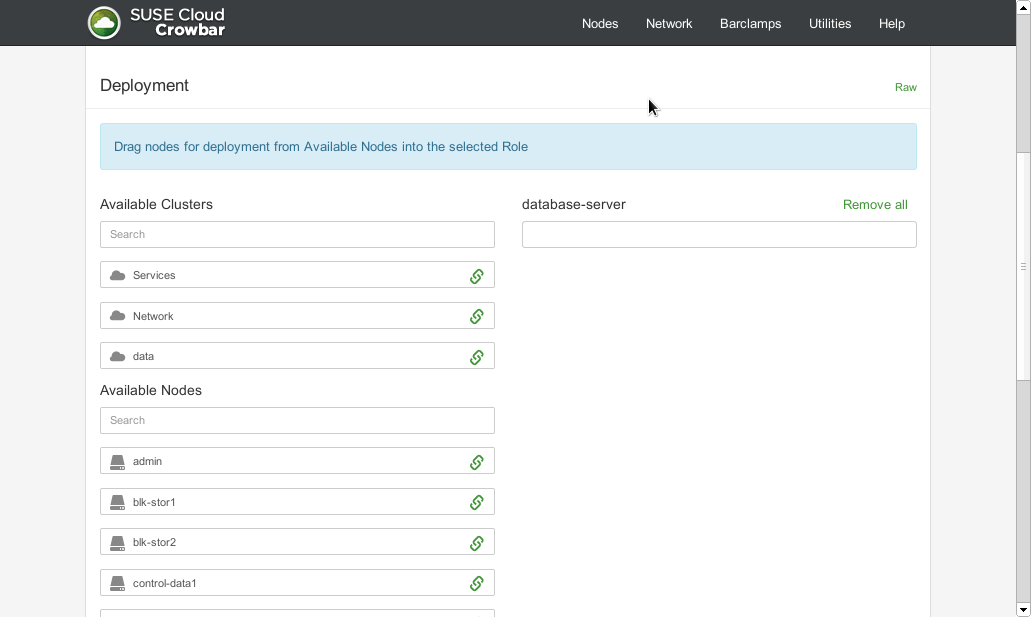 SUSE Cloud
Crowbar
Nodes Network Barclamps Utilities Help
Deployment
Raw
Drag nodes for deployment from Available Nodes into the selected Role
Available Clusters
Search
Services
Network
data
Available Nodes
Search
admin
blk-stor1
blk-stor2
control-data1
database-server
Remove all